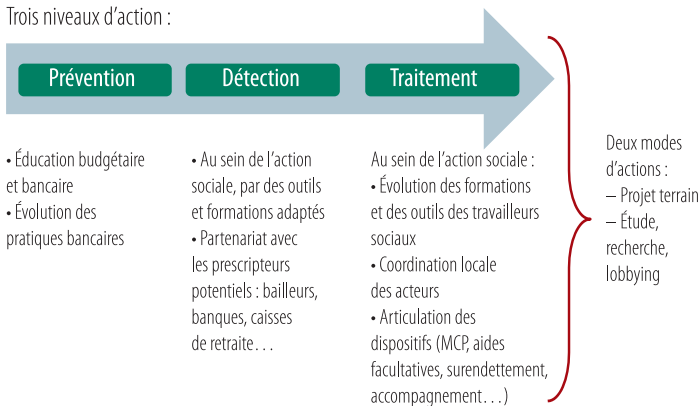 Trois niveaux d'action :
Prévention
• Éducation budgétaire
et bancaire
• Évolution des
pratiques bancaires
Détection
• Au sein de l'action
sociale, par des outils
et formations adaptés
• Partenariat avec
les prescripteurs
potentiels : bailleurs,
banques, caisses
de retraite…
Traitement
Au sein de l'action sociale :
• Évolution des formations
et des outils des travailleurs
sociaux
• Coordination locale
des acteurs
• Articulation des
dispositifs (MCP, aides
facultatives, surendettement,
accompagnement…)
Deux modes
d'actions :
– Projet terrain
– Étude,
recherche,
lobbying